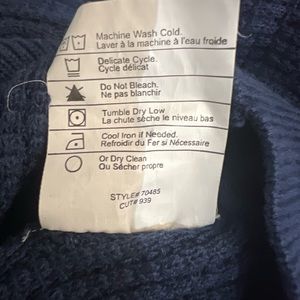 Machine Wash Cold.
Laver à la machine à l'eau froide
Delicate Cycle.
Cycle délicat
Do Not Bleach.
Ne pas blanchir
Tumble Dry Low
La chute sèche le niveau bas
Cool Iron if Needed.
Refroidir du Fer si Nécessaire
Or Dry Clean
Ou Sécher propre
STYLE# 70485
CUT# 939